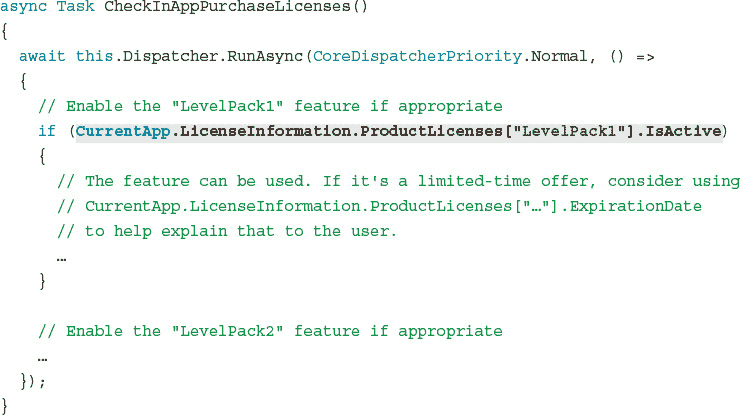 async Task CheckInAppPurchaseLicenses()
{
  await this.Dispatcher.RunAsync(CoreDispatcherPriority.Normal, () =>
  {
    // Enable the "LevelPack1" feature if appropriate
    if (CurrentApp.LicenseInformation.ProductLicenses["LevelPack1"].IsActive)
    {
      // The feature can be used. If it's a limited-time offer, consider using
      // CurrentApp.LicenseInformation.ProductLicenses["…"].ExpirationDate
      // to help explain that to the user.
      …
    }

    // Enable the "LevelPack2" feature if appropriate
    …
  });
}